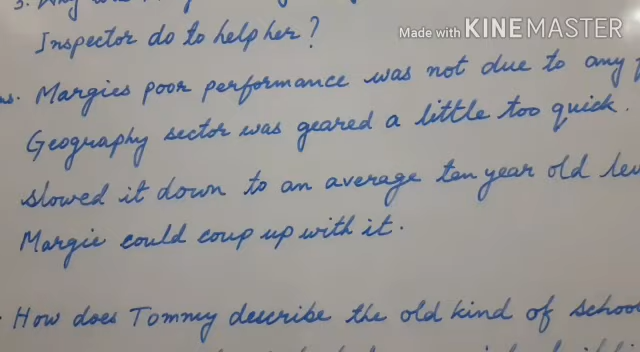 Made with KINEMASTER
Inspector do to help her?
Ans. Margies poor performance was not due to any
Geography sector was geared a little too quick.
slowed it down to an average ten year old
Margie could coup up with it.
How does Tommy describe the old kind of school